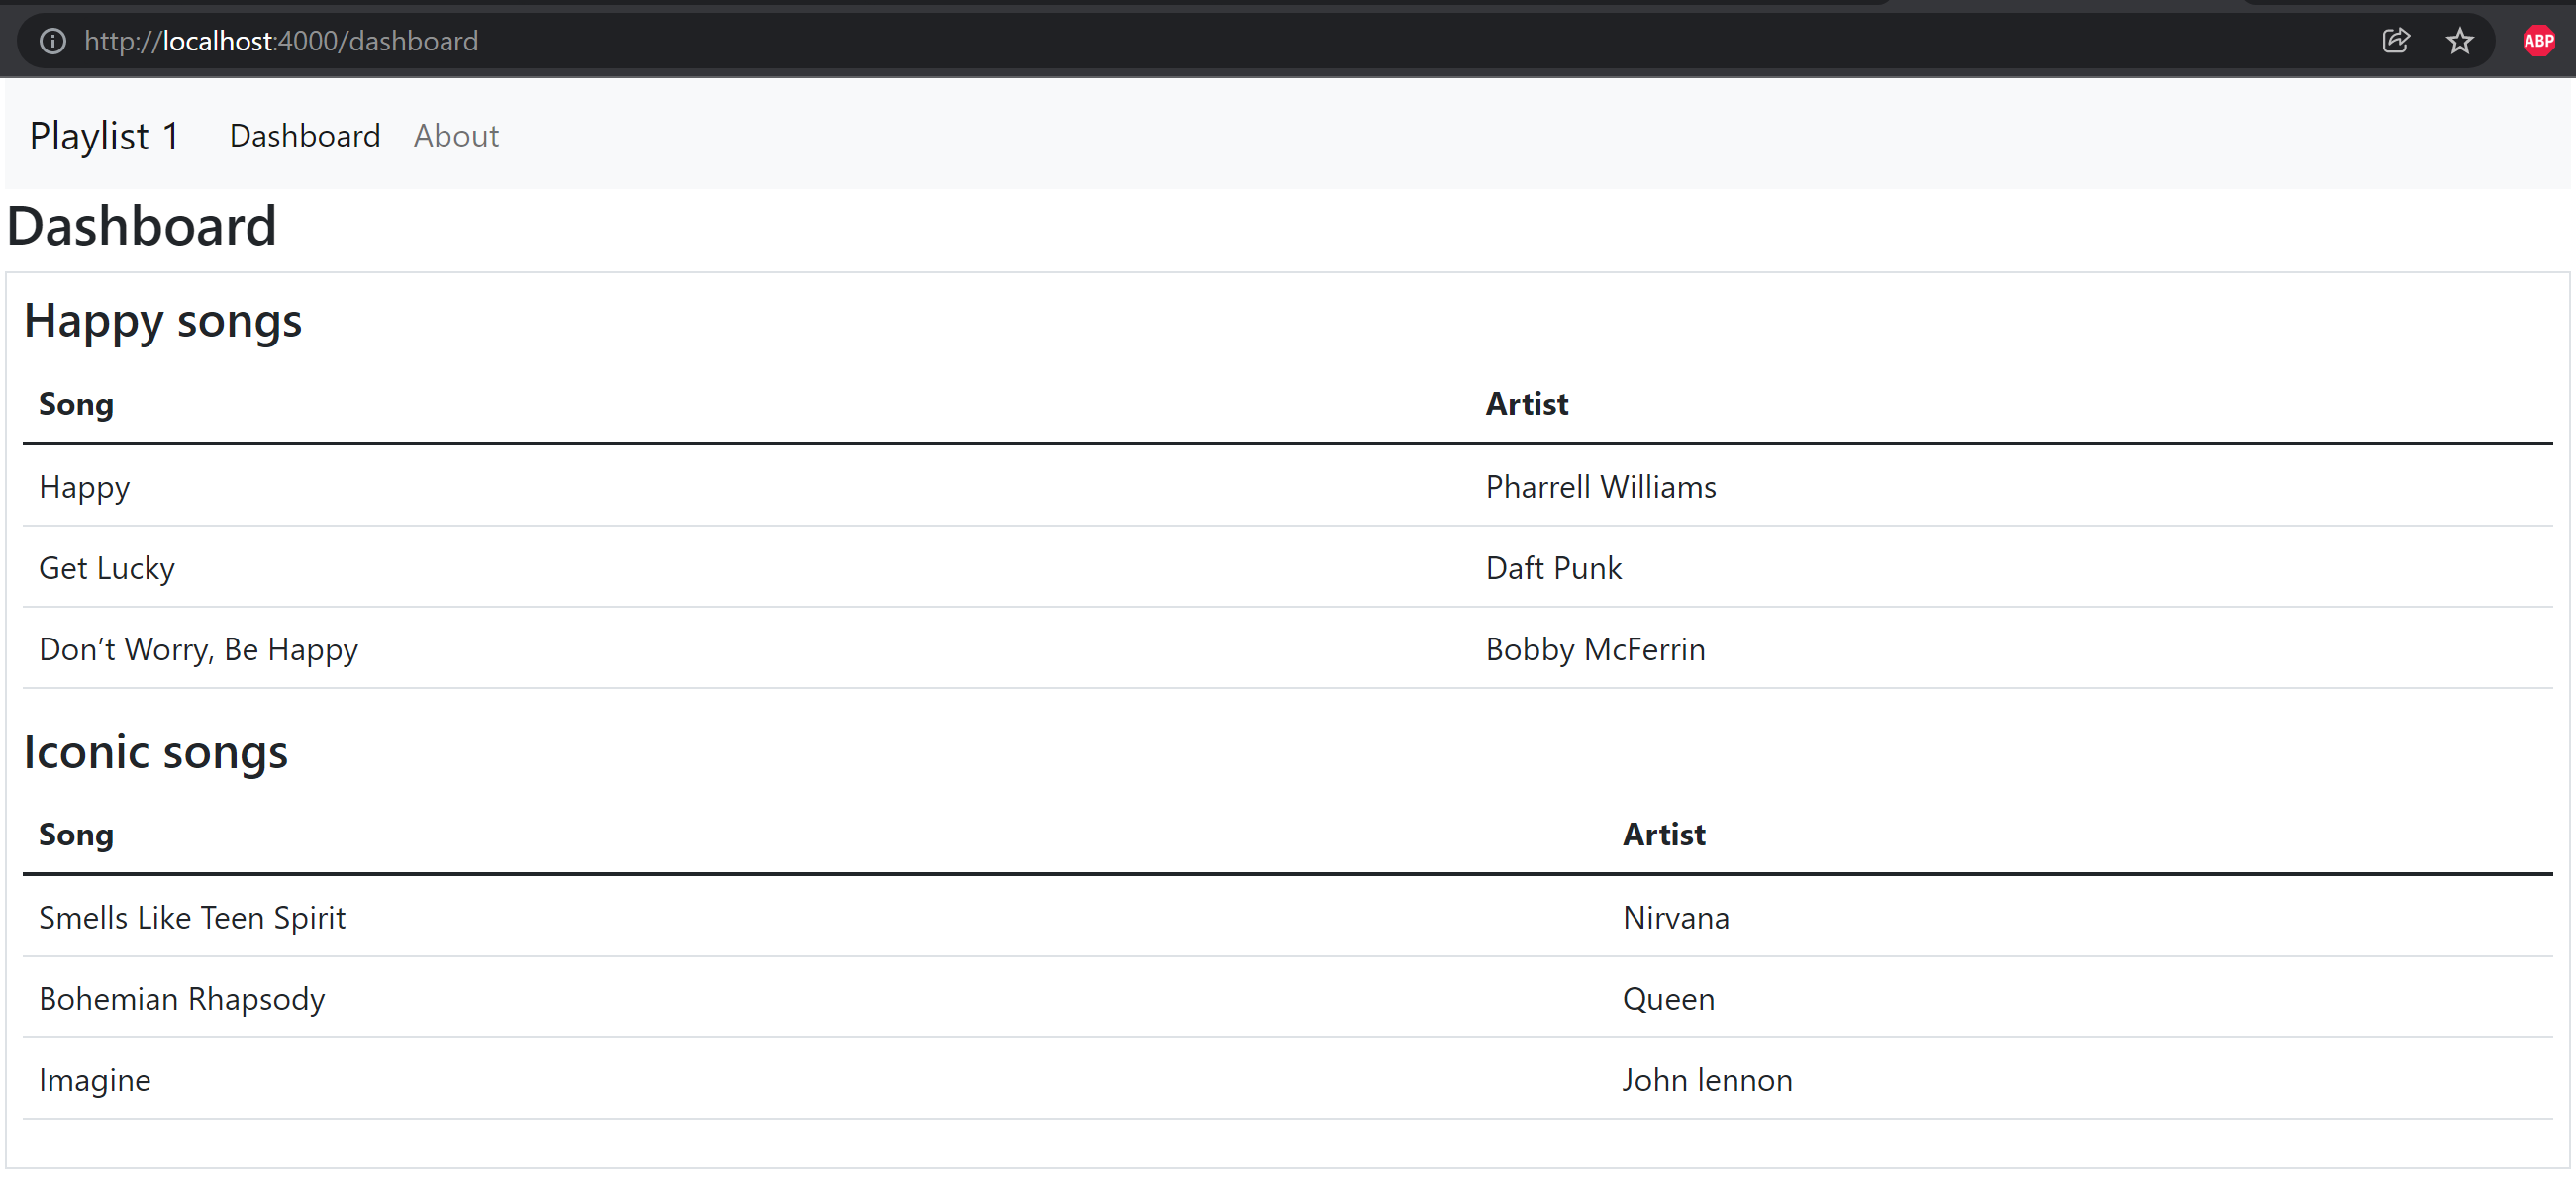 http://localhost:4000/dashboard ABP
Playlist 1 Dashboard About
Dashboard
Happy songs
Song Artist
Happy Pharrell Williams
Get Lucky Daft Punk
Don’t Worry, Be Happy Bobby McFerrin
Iconic songs
Song Artist
Smells Like Teen Spirit Nirvana
Bohemian Rhapsody Queen
Imagine John lennon